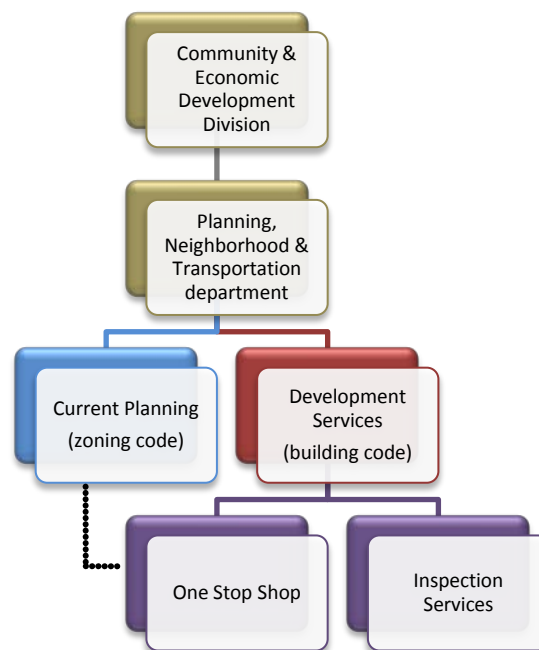 Community &
Economic
Development
Division
Planning,
Neighborhood &
Transportation
department
Current Planning
(zoning code)
Development
Services
(building code)
One Stop Shop
Inspection
Services